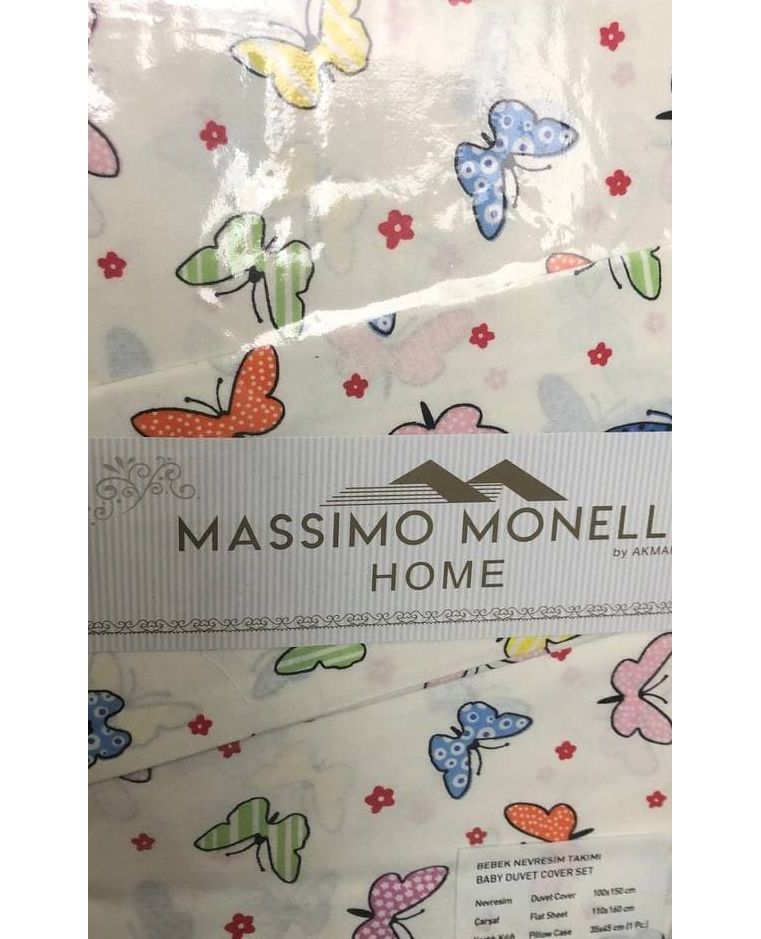 MASSIMO MONELL
by AKMA
HOME
BEBEK NEVRESİM TAKIMI
BABY DUVET COVER SET
Nevresim Duvet Cover 100x150 cm
Çarşaf Flat Sheet 110x160 cm
Pillow Case 35x45 cm (1 Pc.)